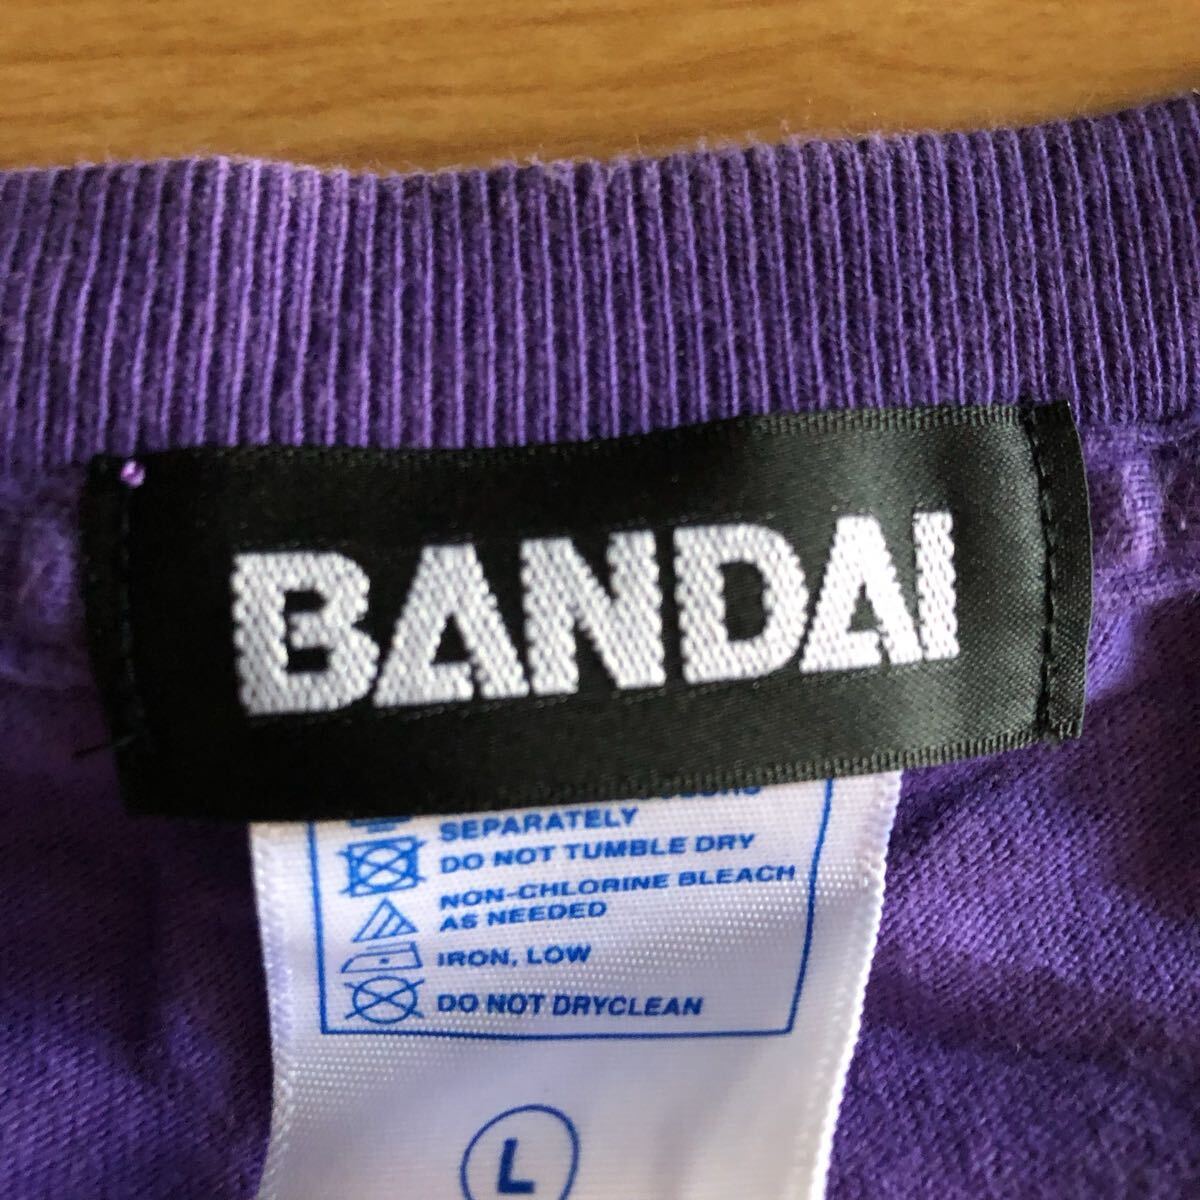 BANDAI
SEPARATELY
DO NOT TUMBLE DRY
NON-CHLORINE BLEACH
AS NEEDED
IRON, LOW
DO NOT DRYCLEAN
L